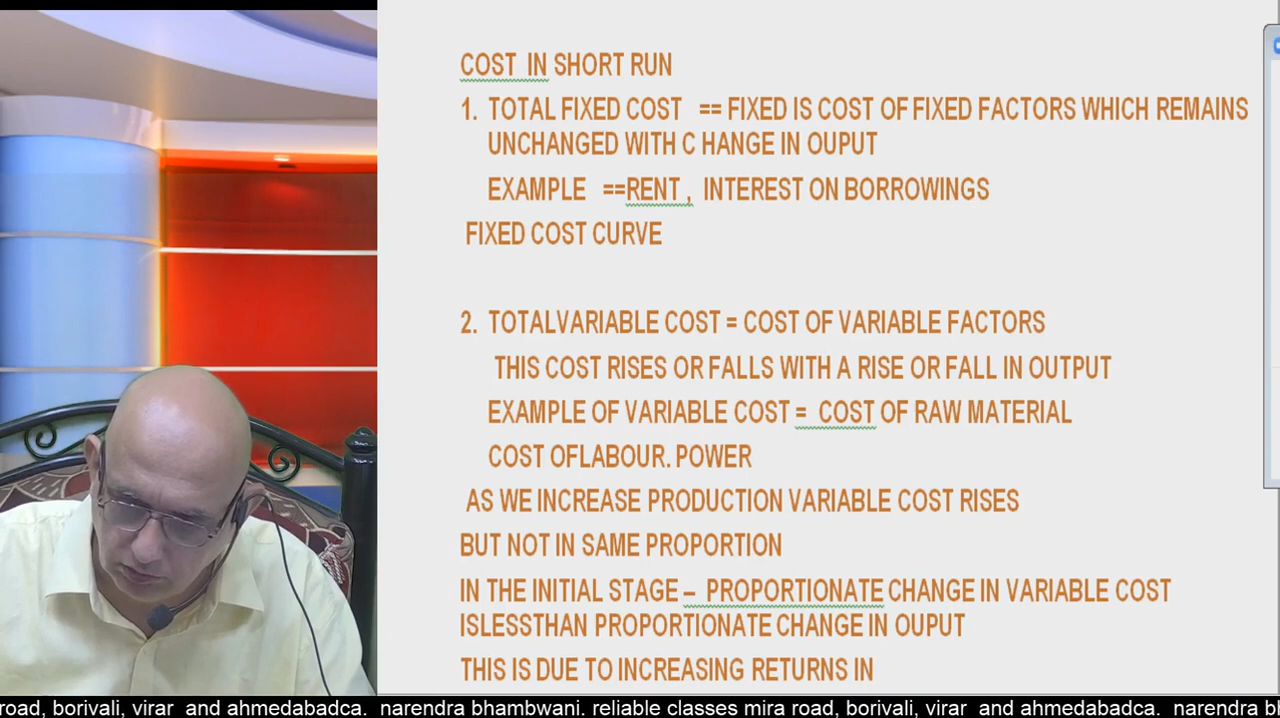 COST IN SHORT RUN
1. TOTAL FIXED COST == FIXED IS COST OF FIXED FACTORS WHICH REMAINS
UNCHANGED WITH C HANGE IN OUPUT
EXAMPLE ==RENT , INTEREST ON BORROWINGS
FIXED COST CURVE
2. TOTALVARIABLE COST = COST OF VARIABLE FACTORS
THIS COST RISES OR FALLS WITH A RISE OR FALL IN OUTPUT
EXAMPLE OF VARIABLE COST = COST OF RAW MATERIAL
COST OFLABOUR. POWER
AS WE INCREASE PRODUCTION VARIABLE COST RISES
BUT NOT IN SAME PROPORTION
IN THE INITIAL STAGE – PROPORTIONATE CHANGE IN VARIABLE COST
ISLESSTHAN PROPORTIONATE CHANGE IN OUPUT
THIS IS DUE TO INCREASING RETURNS IN
road, borivali, virar and ahmedabadca. narendra bhambwani. reliable classes mira road, borivali, virar and ahmedabadca. narendra bl